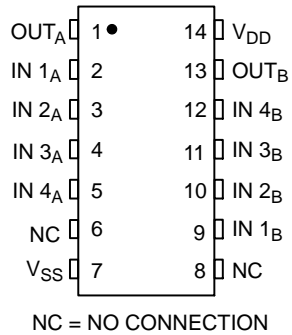 OUTA 1 14 VDD
IN 1A 2 13 OUTB
IN 2A 3 12 IN 4B
IN 3A 4 11 IN 3B
IN 4A 5 10 IN 2B
NC 6 9 IN 1B
VSS 7 8 NC
NC = NO CONNECTION